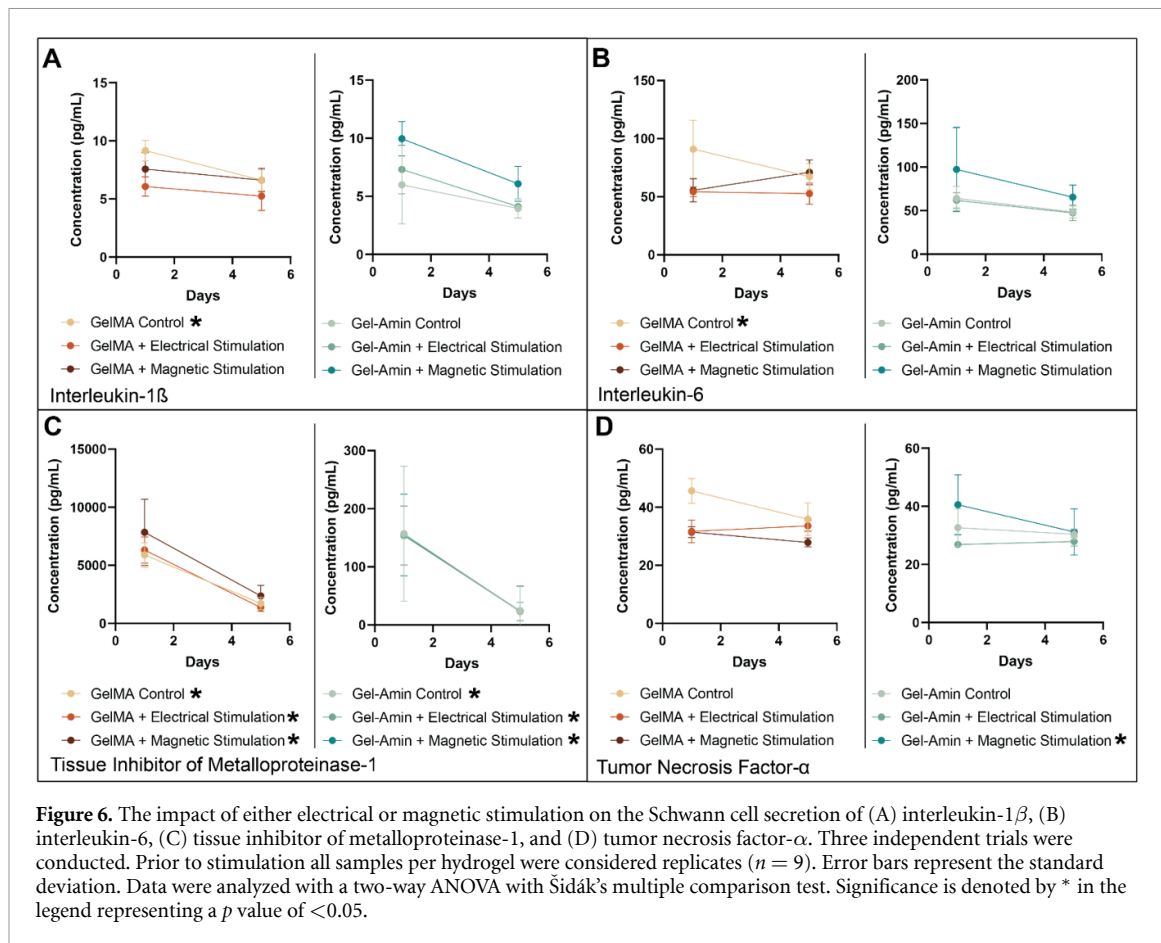 A
Concentration (pg/mL)
15
10
5
0
0 2 4 6
Days
GelMA Control *
GelMA + Electrical Stimulation
GelMA + Magnetic Stimulation
Concentration (pg/mL)
15
10
5
0
0 2 4 6
Days
Gel-Amin Control
Gel-Amin + Electrical Stimulation
Gel-Amin + Magnetic Stimulation
Interleukin-1ß
B
Concentration (pg/mL)
150
100
50
0
0 2 4 6
Days
GelMA Control *
GelMA + Electrical Stimulation
GelMA + Magnetic Stimulation
Concentration (pg/mL)
200
150
100
50
0
0 2 4 6
Days
Gel-Amin Control
Gel-Amin + Electrical Stimulation
Gel-Amin + Magnetic Stimulation
Interleukin-6
C
Concentration (pg/mL)
15000
10000
5000
0
0 2 4 6
Days
GelMA Control *
GelMA + Electrical Stimulation *
GelMA + Magnetic Stimulation *
Concentration (pg/mL)
300
200
100
0
0 2 4 6
Days
Gel-Amin Control *
Gel-Amin + Electrical Stimulation *
Gel-Amin + Magnetic Stimulation *
Tissue Inhibitor of Metalloproteinase-1
D
Concentration (pg/mL)
60
40
20
0
0 2 4 6
Days
GelMA Control
GelMA + Electrical Stimulation
GelMA + Magnetic Stimulation
Concentration (pg/mL)
60
40
20
0
0 2 4 6
Days
Gel-Amin Control
Gel-Amin + Electrical Stimulation
Gel-Amin + Magnetic Stimulation *
Tumor Necrosis Factor-α
Figure 6. The impact of either electrical or magnetic stimulation on the Schwann cell secretion of (A) interleukin-1β, (B)
interleukin-6, (C) tissue inhibitor of metalloproteinase-1, and (D) tumor necrosis factor-α. Three independent trials were
conducted. Prior to stimulation all samples per hydrogel were considered replicates (n = 9). Error bars represent the standard
deviation. Data were analyzed with a two-way ANOVA with Šidák's multiple comparison test. Significance is denoted by * in the
legend representing a p value of <0.05.